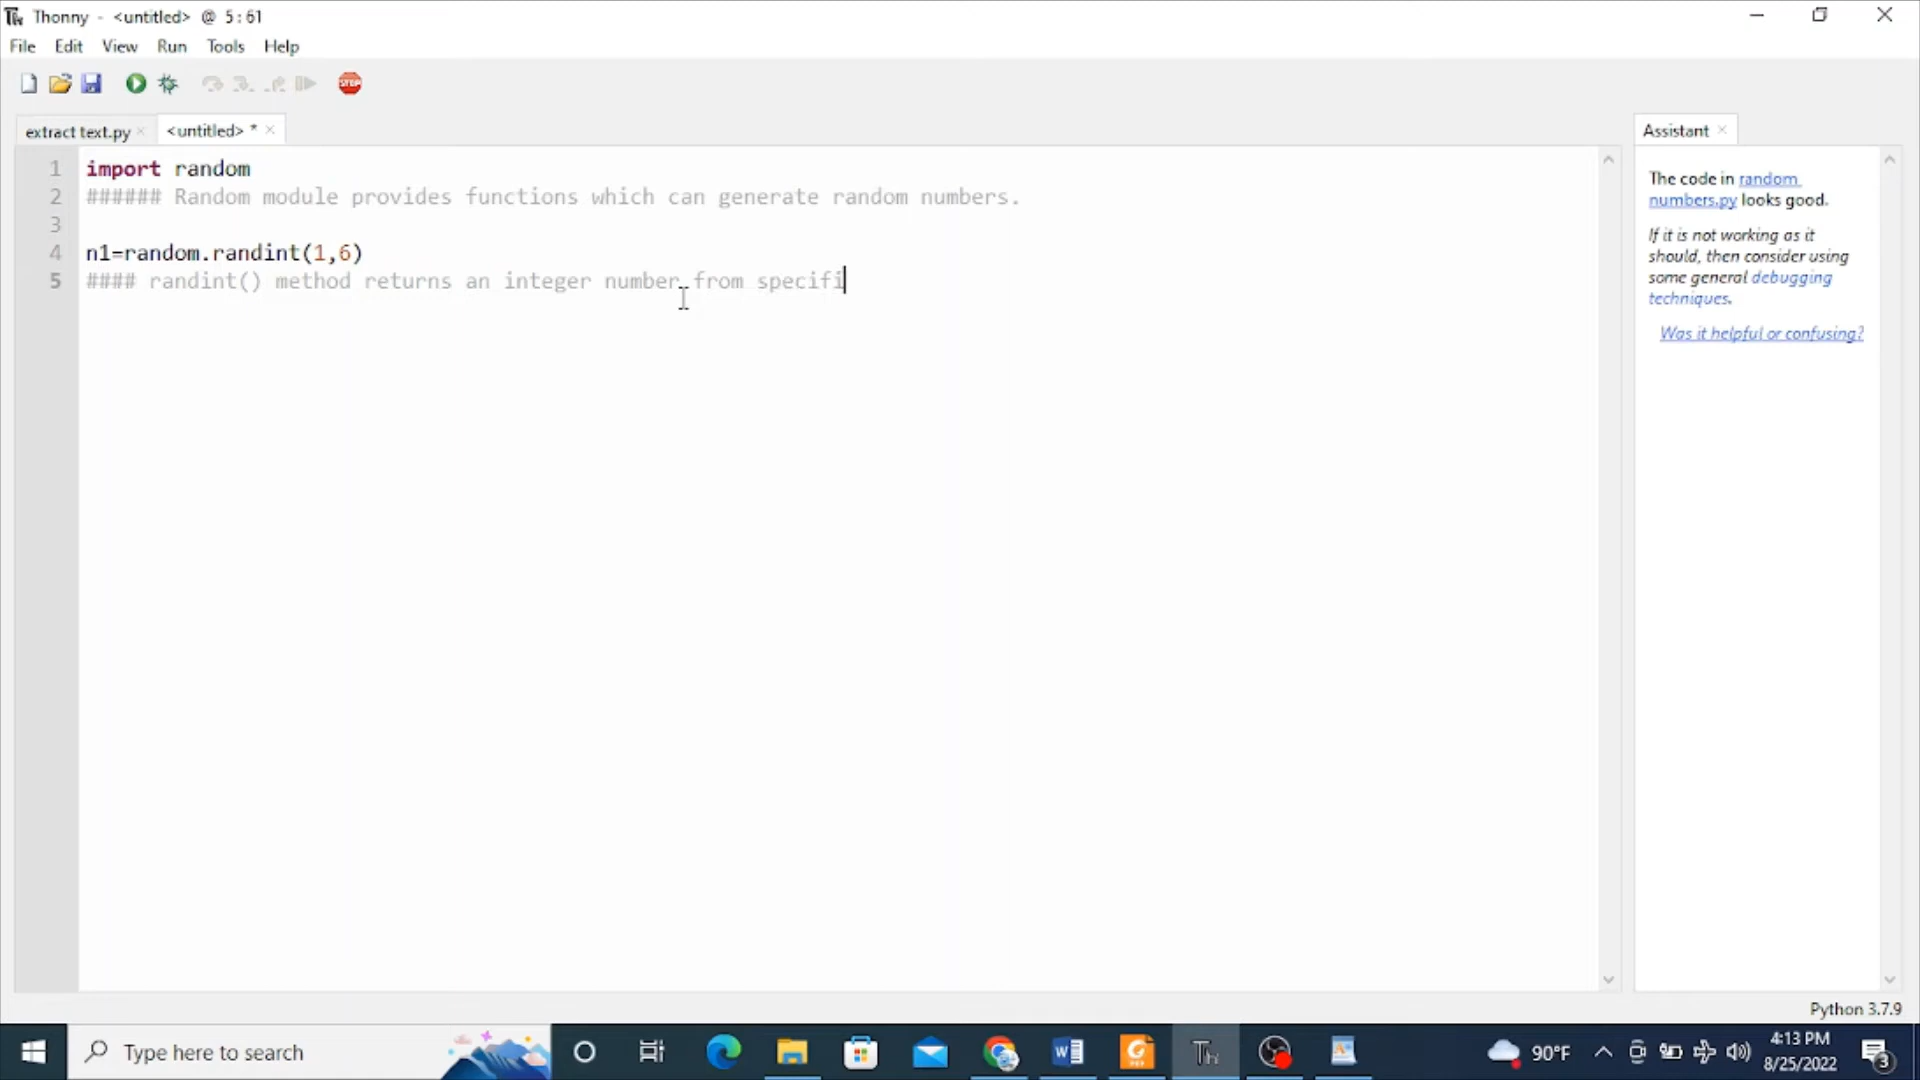 Thonny - <untitled> @ 5:61
File Edit View Run Tools Help
STOP
extract text.py
<untitled> *
Assistant
1 import random
2 ###### Random module provides functions which can generate random numbers.
3
4 n1=random.randint(1,6)
5 #### randint() method returns an integer number from specifi
The code in random
numbers.py looks good.
If it is not working as it
should, then consider using
some general debugging
techniques.
Was it helpful or confusing?
Python 3.7.9
Type here to search
90°F
4:13 PM
8/25/2022
3